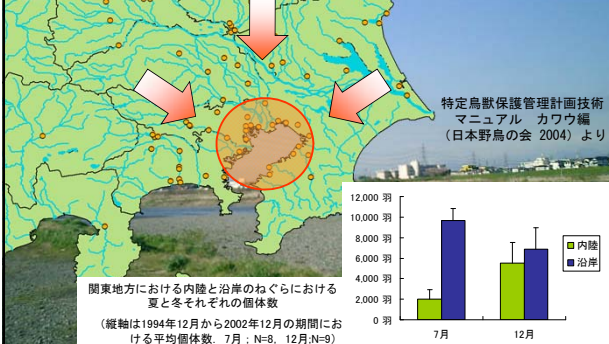 特定鳥獣保護管理計画技術
マニュアル カワウ編
(日本野鳥の会 2004) より
12,000 羽
10,000 羽
8,000 羽
6,000 羽
4,000 羽
2,000 羽
0 羽
7月
12月
内陸
沿岸
関東地方における内陸と沿岸のねぐらにおける
夏と冬それぞれの個体数
(縦軸は1994年12月から2002年12月の期間にお
ける平均個体数. 7月；N=8, 12月;N=9)